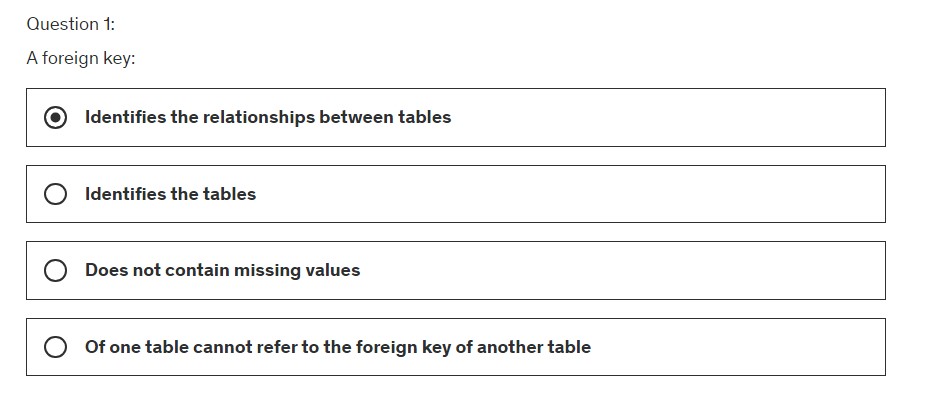 Question 1:
A foreign key:
Identifies the relationships between tables
Identifies the tables
Does not contain missing values
Of one table cannot refer to the foreign key of another table